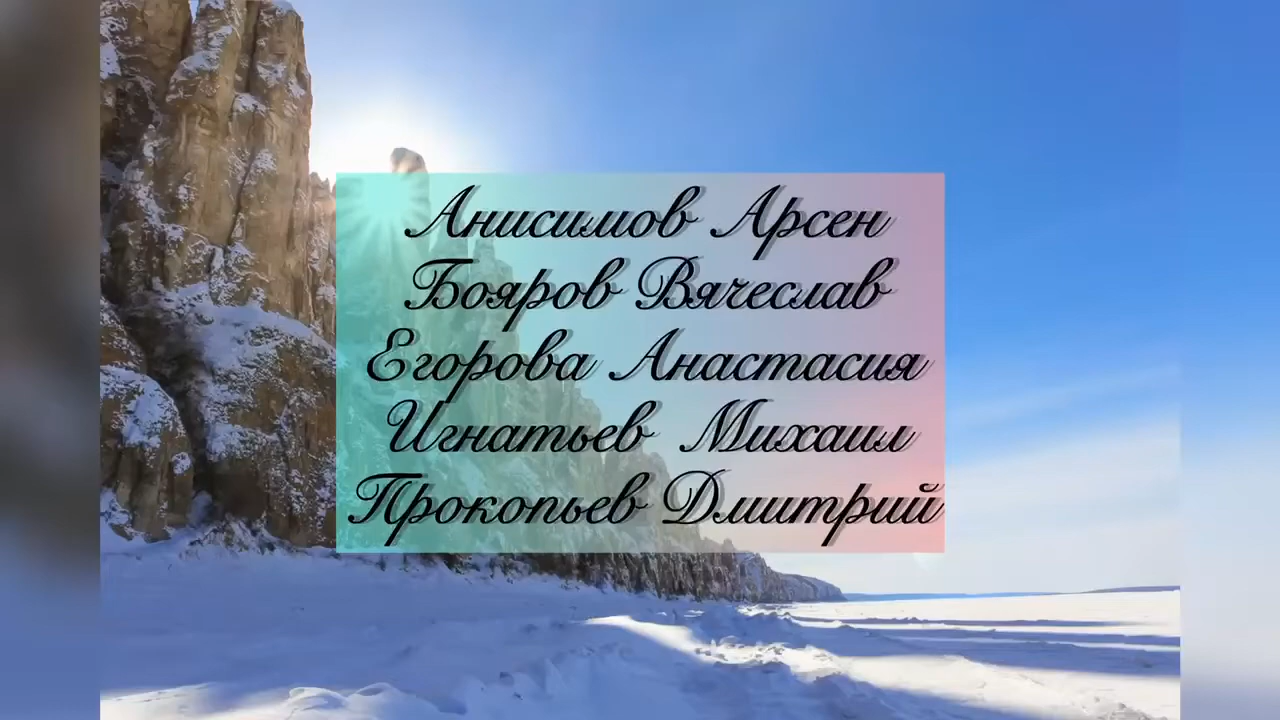 Анисимов Арсен
Бояров Вячеслав
Егорова Анастасия
Игнатьев Михаил
Прокопьев Дмитрий